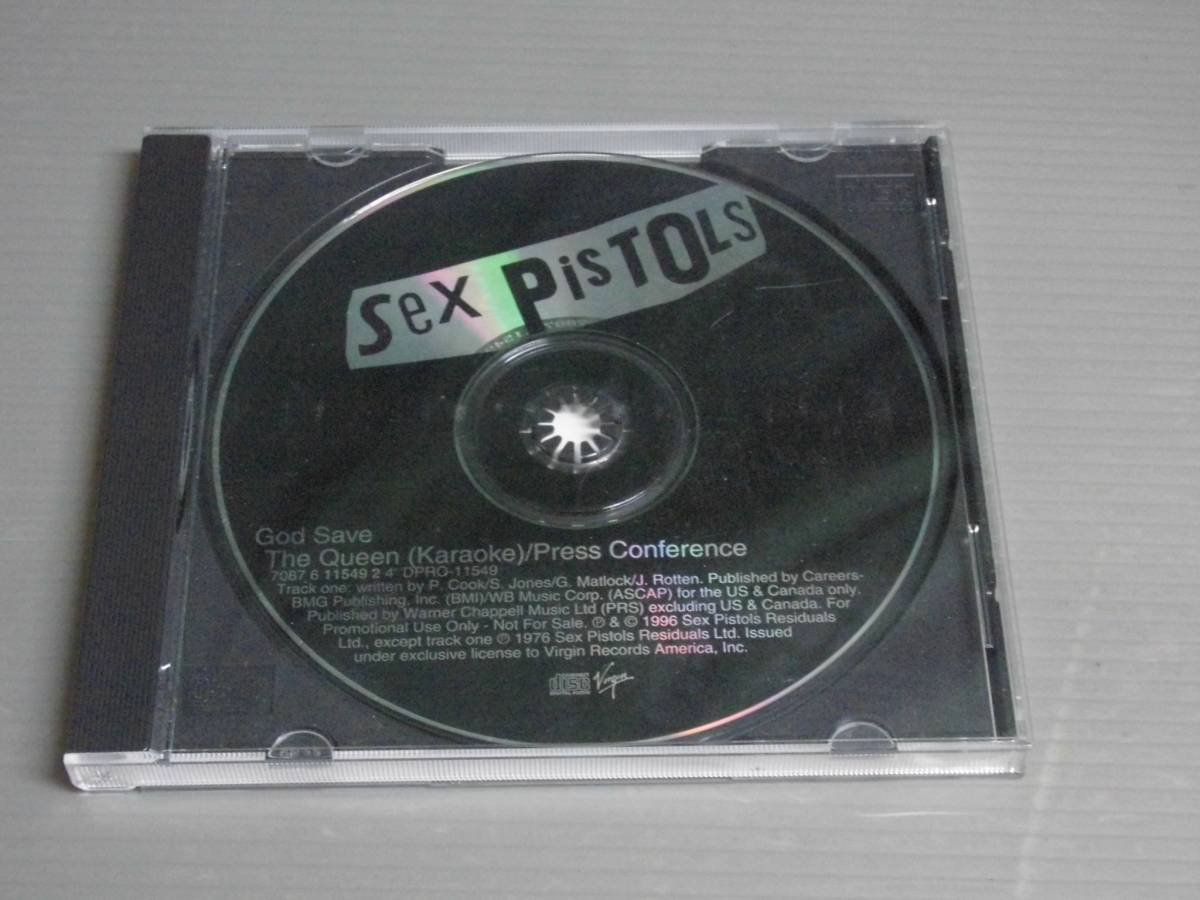 Sex PisTOLS
God Save
The Queen (Karaoke)/Press Conference
7087 6 11549 2 4 DPRO-11549
Track one: written by P. Cook/S. Jones/G. Matlock/J. Rotten. Published by Careers-
BMG Publishing, Inc. (BMI)/WB Music Corp. (ASCAP) for the US & Canada only.
Published by Warner Chappell Music Ltd (PRS) excluding US & Canada. For
Promotional Use Only - Not For Sale. ℗ & © 1996 Sex Pistols Residuals
Ltd., except track one ℗ 1976 Sex Pistols Residuals Ltd. Issued
under exclusive license to Virgin Records America, Inc.
COMPACT disc DIGITAL AUDIO Virgin